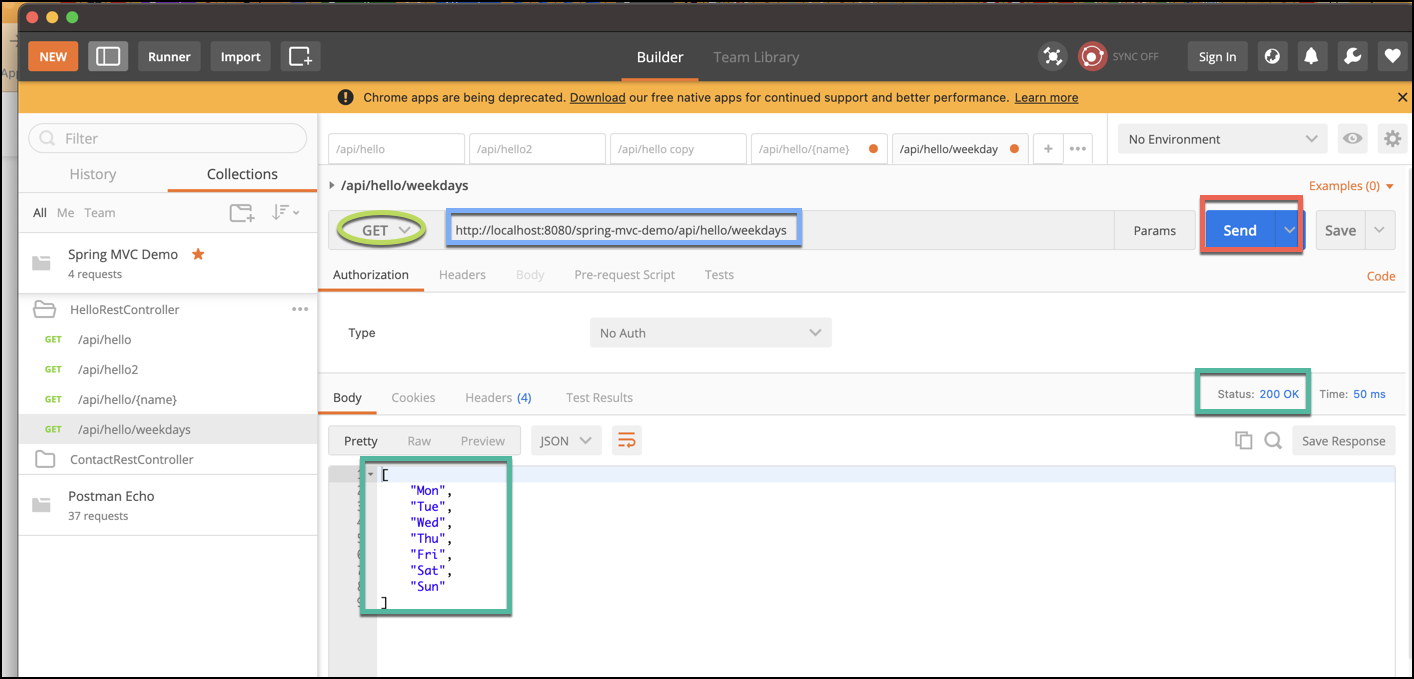 NEW Runner Import Builder Team Library SYNC OFF Sign In
Chrome apps are being deprecated. Download our free native apps for continued support and better performance. Learn more
Filter
History Collections
All Me Team
Spring MVC Demo
4 requests
HelloRestController
GET /api/hello
GET /api/hello2
GET /api/hello/{name}
GET /api/hello/weekdays
ContactRestController
Postman Echo
37 requests
/api/hello /api/hello2 /api/hello copy /api/hello/{name} /api/hello/weekday No Environment
/api/hello/weekdays Examples (0)
GET http://localhost:8080/spring-mvc-demo/api/hello/weekdays Params Send Save
Authorization Headers Body Pre-request Script Tests Code
Type No Auth
Body Cookies Headers (4) Test Results Status: 200 OK Time: 50 ms
Pretty Raw Preview JSON Save Response
[
"Mon",
"Tue",
"Wed",
"Thu",
"Fri",
"Sat",
"Sun"
]